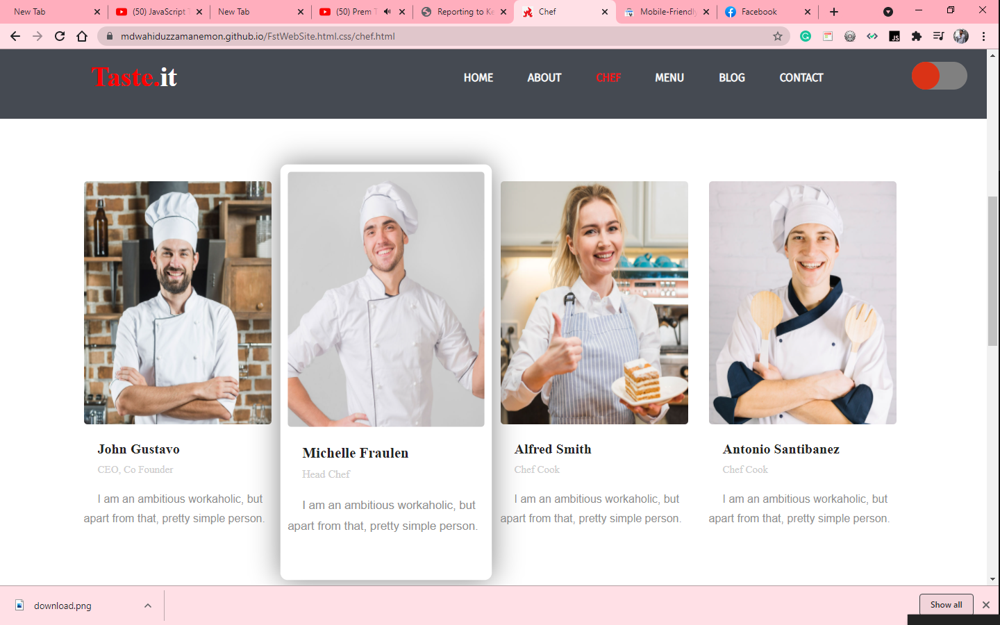 New Tab
(50) JavaScript
New Tab
(50) Prem
Reporting to
Chef
Mobile-Friendly
Facebook
mdwahiduzzamanemon.github.io/FstWebSite.html.css/chef.html
JS
Taste.it
HOME
ABOUT
CHEF
MENU
BLOG
CONTACT
John Gustavo
CEO, Co Founder
I am an ambitious workaholic, but
apart from that, pretty simple person.
Michelle Fraulen
Head Chef
I am an ambitious workaholic, but
apart from that, pretty simple person.
Alfred Smith
Chef Cook
I am an ambitious workaholic, but
apart from that, pretty simple person.
Antonio Santibanez
Chef Cook
I am an ambitious workaholic, but
apart from that, pretty simple person.
download.png
Show all